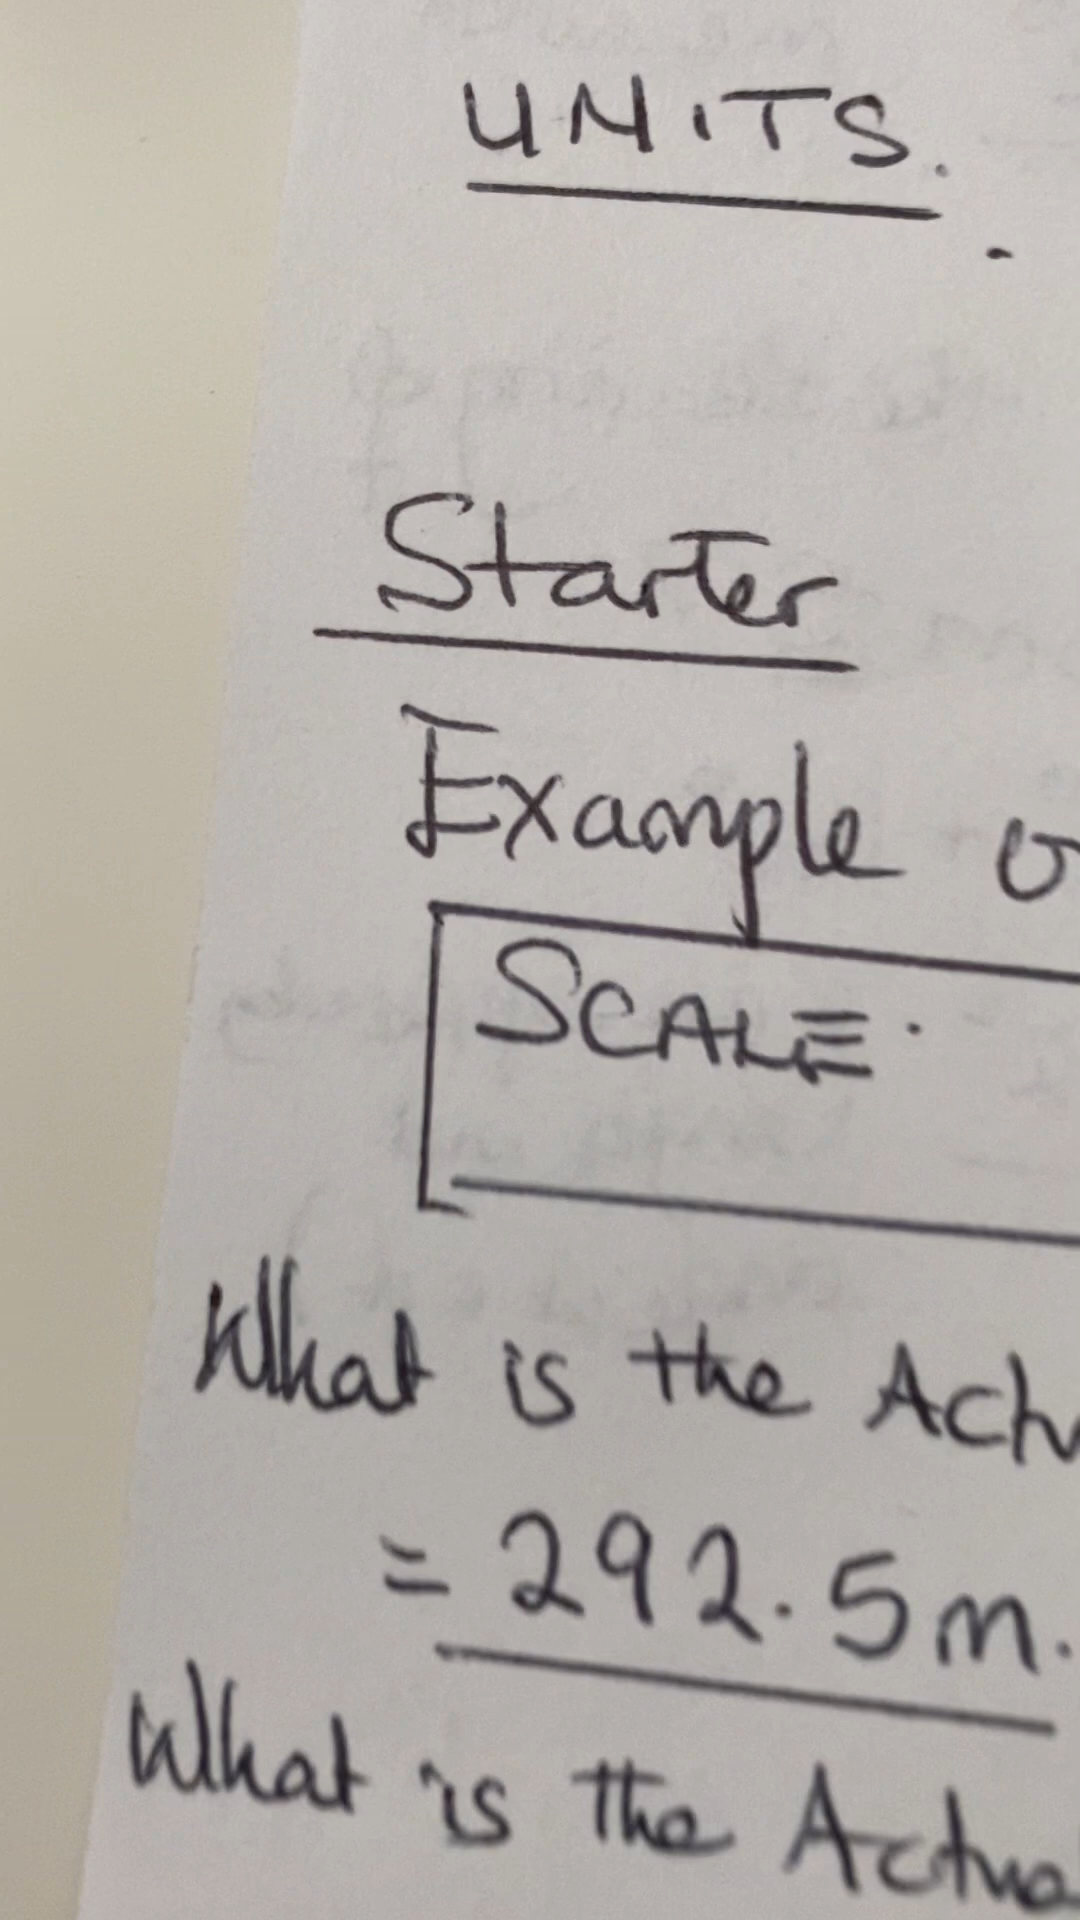 UNITS.
Starter
Example
SCALE.
What is the
= 292.5m.
What is the